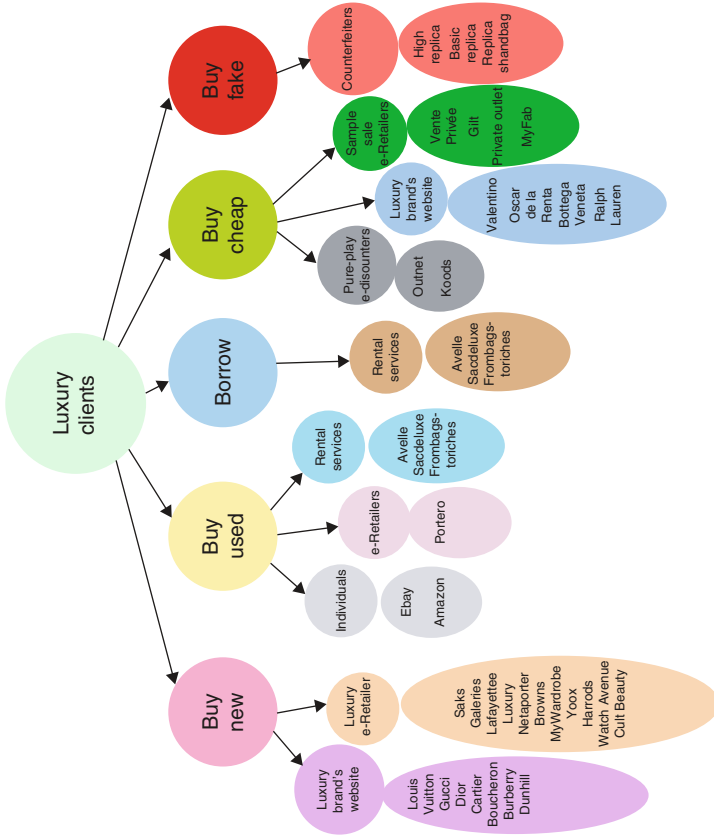 Luxury
clients
Buy
new
Buy
used
Borrow
Buy
cheap
Buy
fake
Luxury
brand's
website
Luxury
e-Retailer
Individuals
e-Retailers
Rental
services
Rental
services
Pure-play
e-disounters
Luxury
brand's
website
Sample
sale
e-Retailers
Counterfeiters
Louis
Vuitton
Gucci
Dior
Cartier
Boucheron
Burberry
Dunhill
Saks
Galeries
Lafayettee
Luxury
Netaporter
Browns
MyWardrobe
Yoox
Harrods
Watch Avenue
Cult Beauty
Ebay
Amazon
Portero
Avelle
Sacdeluxe
Frombags-
toriches
Avelle
Sacdeluxe
Frombags-
toriches
Outnet
Koods
Valentino
Oscar
de la
Renta
Bottega
Veneta
Ralph
Lauren
Vente
Privée
Gilt
Private outlet
MyFab
High
replica
Basic
replica
Replica
shandbag